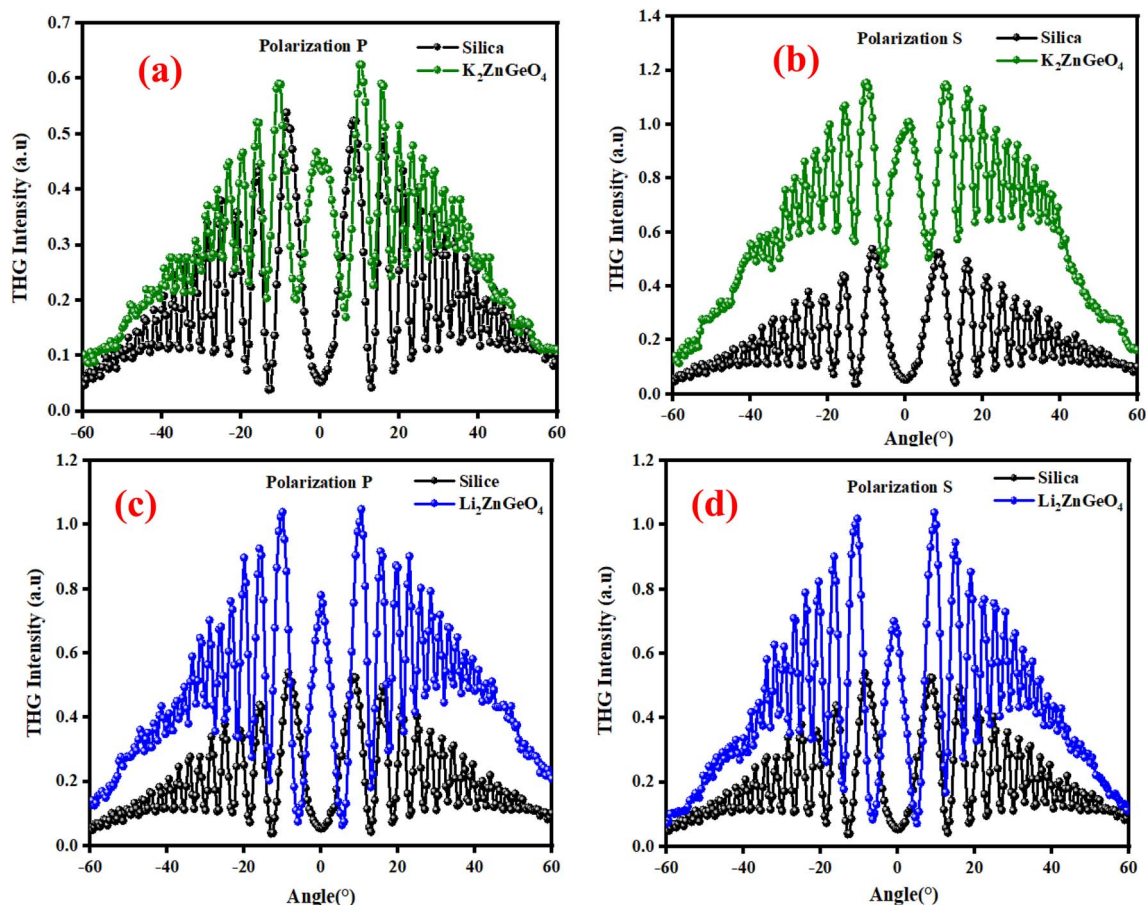 (a)
Polarization P
Silica
K₂ZnGeO₄
THG Intensity (a.u)
0.7
0.6
0.5
0.4
0.3
0.2
0.1
0.0
-60 -40 -20 0 20 40 60
(b)
Polarization S
Silica
K₂ZnGeO₄
THG Intensity (a.u)
1.4
1.2
1.0
0.8
0.6
0.4
0.2
0.0
-60 -40 -20 0 20 40 60
Angle(°)
(c)
Polarization P
Silice
Li₂ZnGeO₄
THG Intensity (a.u)
1.2
1.0
0.8
0.6
0.4
0.2
0.0
-60 -40 -20 0 20 40 60
Angle(°)
(d)
Polarization S
Silica
Li₂ZnGeO₄
THG Intensity (a.u)
1.2
1.0
0.8
0.6
0.4
0.2
0.0
-60 -40 -20 0 20 40 60
Angle(°)